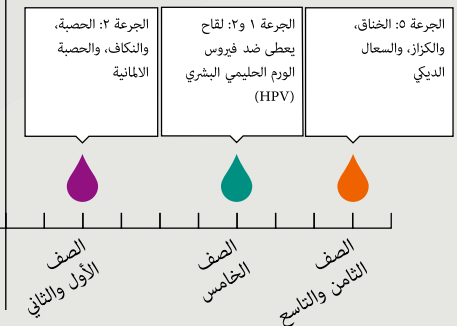 الجرعة ٥: الخناق،
والكزاز، والسعال
الديكي
الجرعة ١ و٢: لقاح
يعطى ضد فيروس
الورم الحليمي البشري
(HPV)
الجرعة ٢: الحصبة،
والنكاف، والحصبة
الالمانية
الصف
الثامن والتاسع
الصف
الخامس
الصف
الأول والثاني